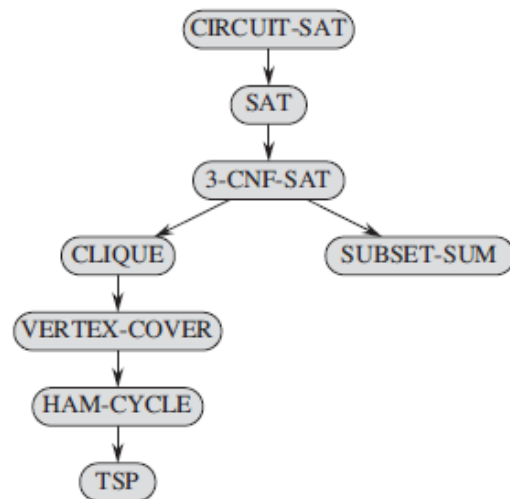 CIRCUIT-SAT
SAT
3-CNF-SAT
CLIQUE
SUBSET-SUM
VERTEX-COVER
HAM-CYCLE
TSP